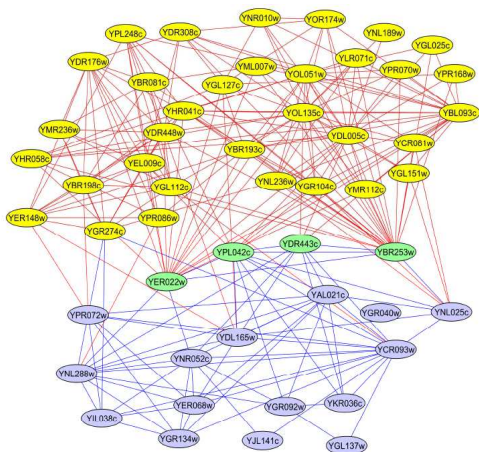 YNR010w
YOR174w
YPL248c
YDR308c
YNL189w
YGL025c
YDR176w
YML007w
YOL051w
YLR071c
YPR070w
YPR168w
YBR081c
YGL127c
YHR041c
YOL135c
YBL093c
YMR236w
YDR448w
YDL005c
YCR081w
YHR058c
YEL009c
YBR193c
YGL151w
YBR198c
YGL112c
YNL236w
YGR104c
YMR112c
YER148w
YPR086w
YGR274c
YPL042c
YDR443c
YBR253w
YER022w
YAL021c
YPR072w
YGR040w
YNL025c
YDL165w
YNR052c
YCR093w
YNL288w
YER068w
YGR092w
YKR036c
YIL038c
YGR134w
YJL141c
YGL137w